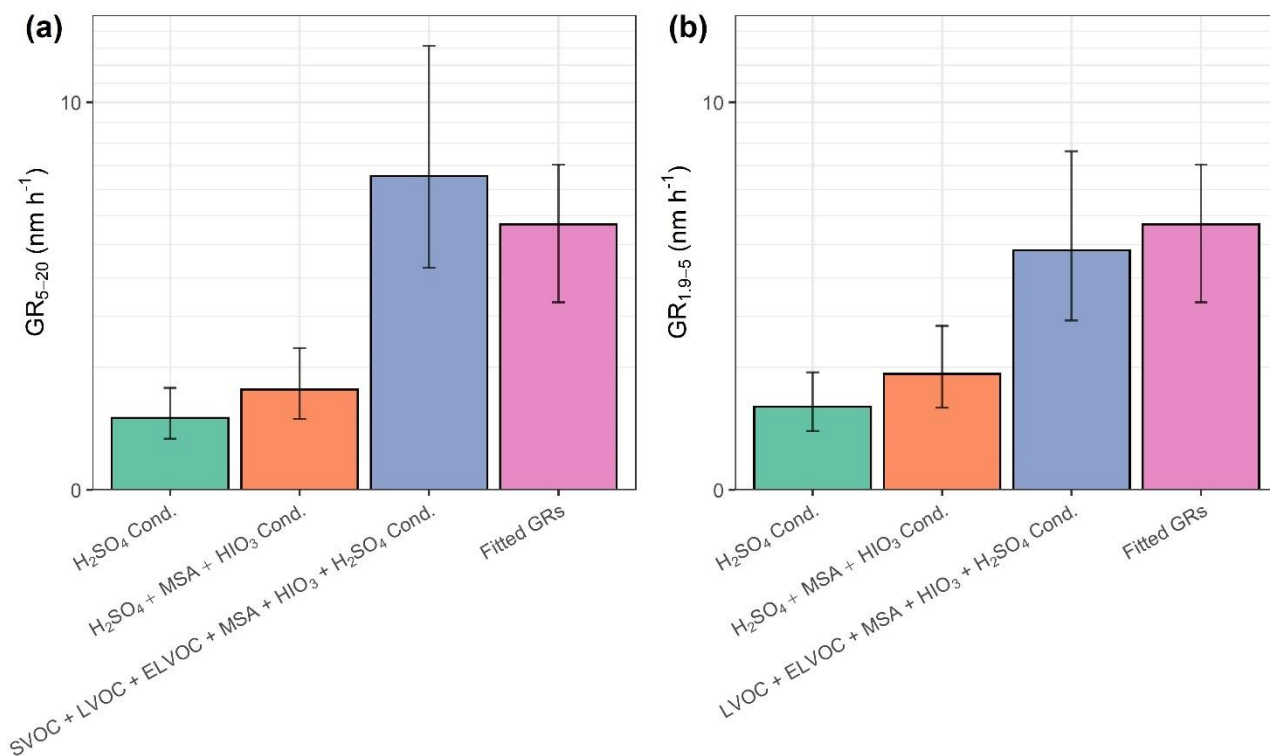 (a)
10
0
GR₅₋₂₀ (nm h⁻¹)
H₂SO₄ Cond.
H₂SO₄ + MSA + HIO₃ Cond.
SVOC + LVOC + ELVOC + MSA + HIO₃ + H₂SO₄ Cond.
Fitted GRs
(b)
10
0
GR₁.₉₋₅ (nm h⁻¹)
H₂SO₄ Cond.
H₂SO₄ + MSA + HIO₃ Cond.
LVOC + ELVOC + MSA + HIO₃ + H₂SO₄ Cond.
Fitted GRs